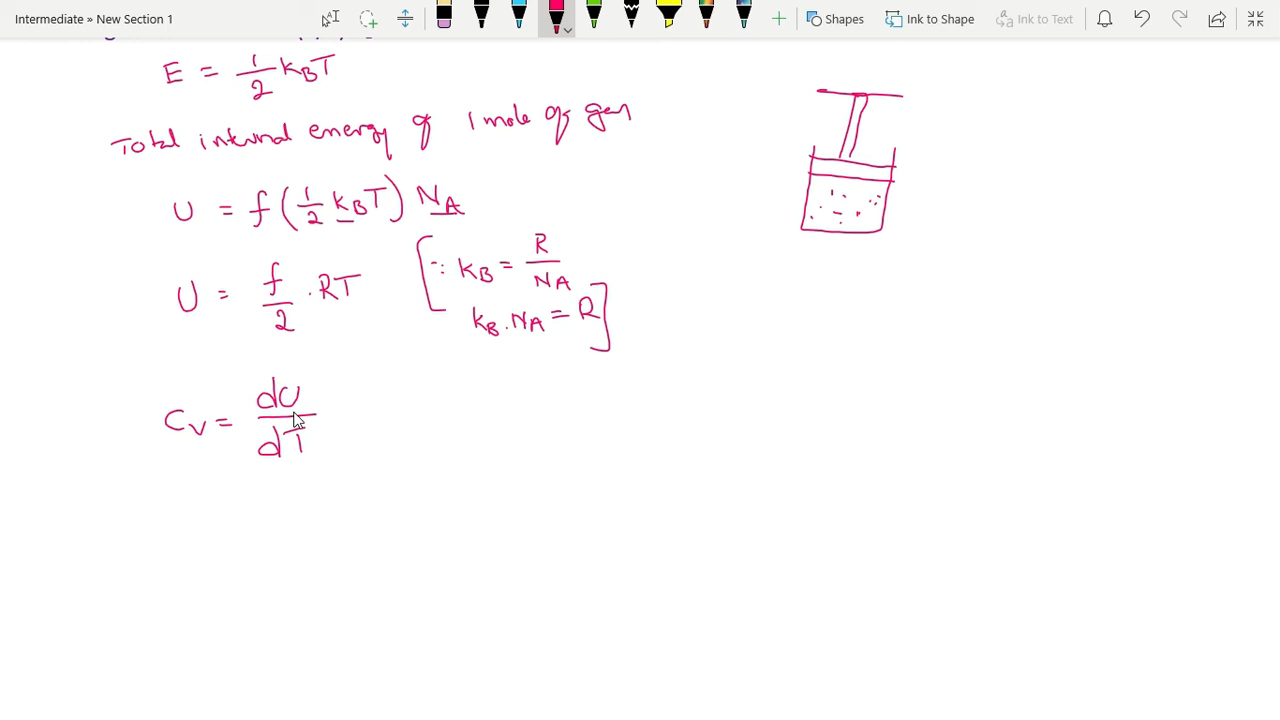 Intermediate » New Section 1
Shapes
Ink to Shape
Ink to Text
E = 1/2 kBT
Total internal energy of 1 mole of gas
U = f(1/2 kBT) NA
U = f/2 . RT
[∵ kB = R/NA
kB.NA = R]
Cv = dU/dT